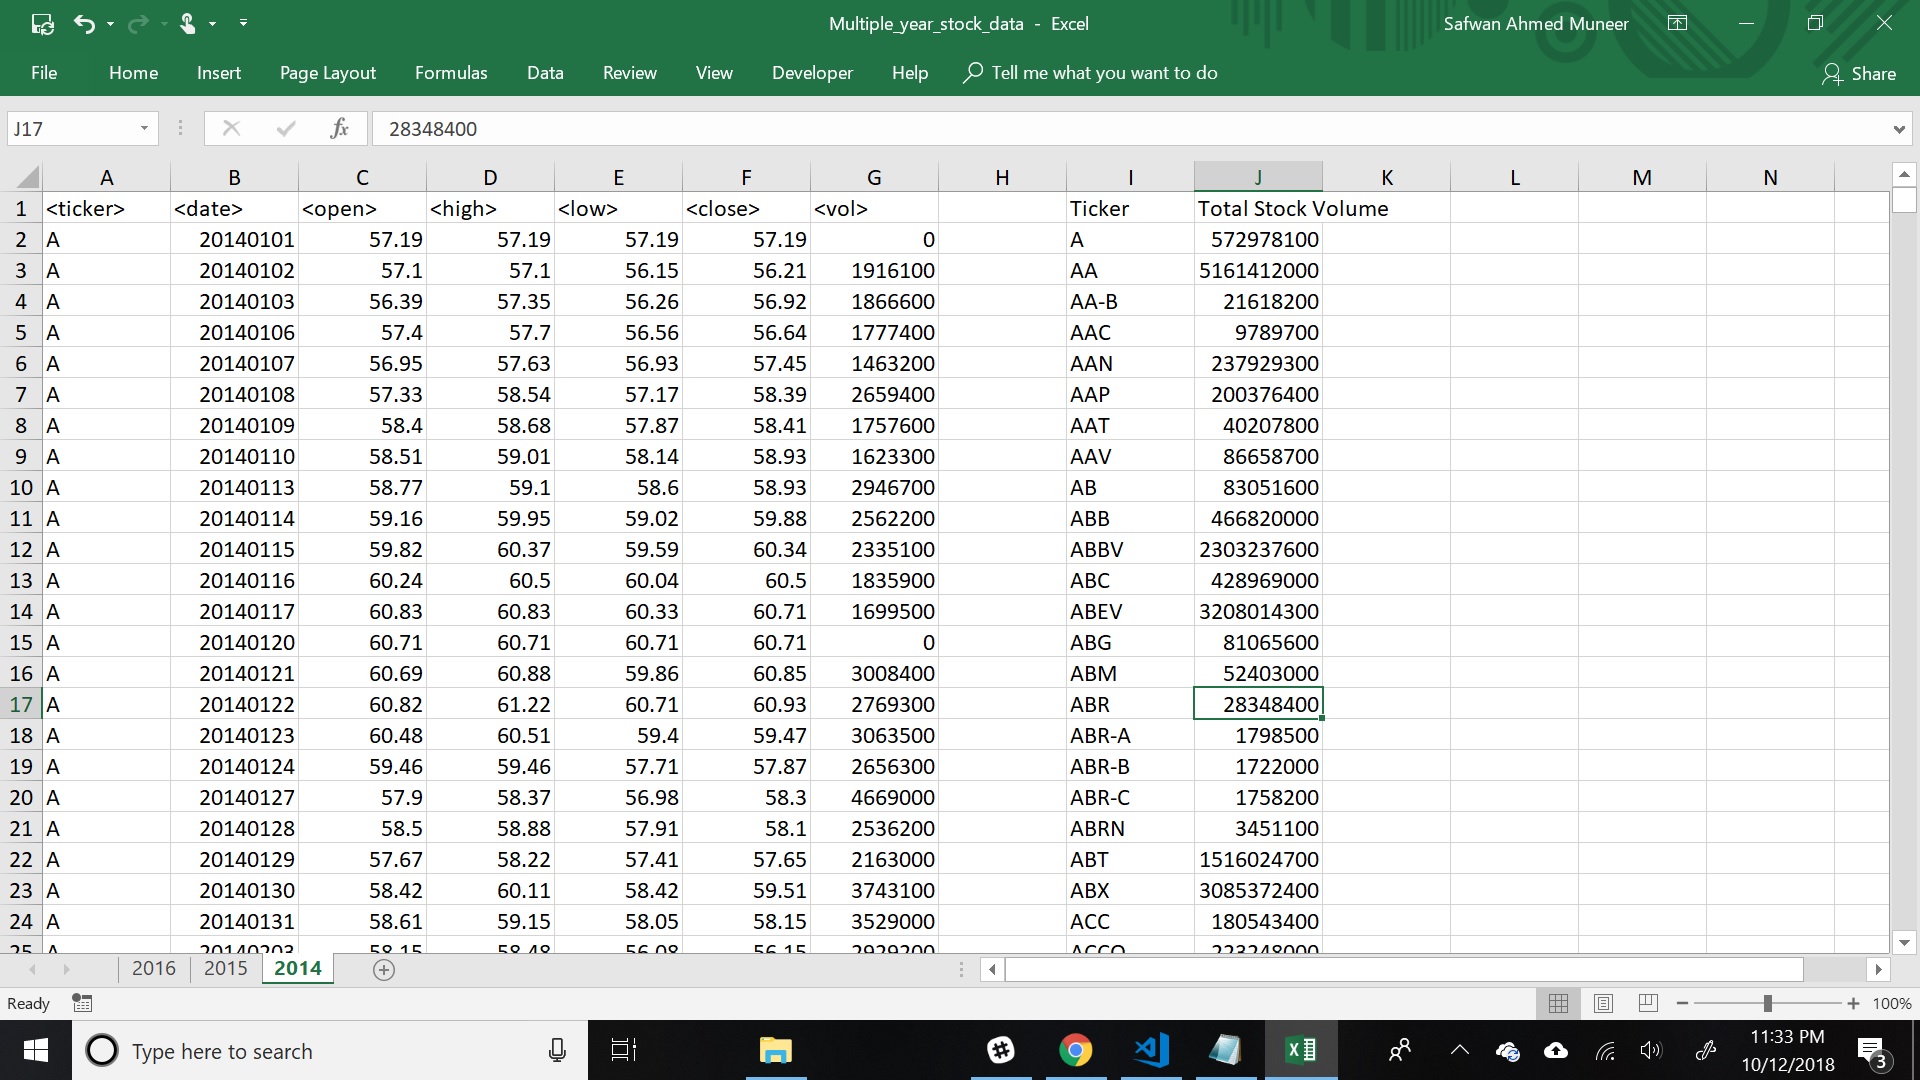 Multiple_year_stock_data - Excel
Safwan Ahmed Muneer
File Home Insert Page Layout Formulas Data Review View Developer Help Tell me what you want to do Share
J17 fx 28348400
A B C D E F G H I J K L M N
1 <ticker> <date> <open> <high> <low> <close> <vol> Ticker Total Stock Volume
2 A 20140101 57.19 57.19 57.19 57.19 0 A 572978100
3 A 20140102 57.1 57.1 56.15 56.21 1916100 AA 5161412000
4 A 20140103 56.39 57.35 56.26 56.92 1866600 AA-B 21618200
5 A 20140106 57.4 57.7 56.56 56.64 1777400 AAC 9789700
6 A 20140107 56.95 57.63 56.93 57.45 1463200 AAN 237929300
7 A 20140108 57.33 58.54 57.17 58.39 2659400 AAP 200376400
8 A 20140109 58.4 58.68 57.87 58.41 1757600 AAT 40207800
9 A 20140110 58.51 59.01 58.14 58.93 1623300 AAV 86658700
10 A 20140113 58.77 59.1 58.6 58.93 2946700 AB 83051600
11 A 20140114 59.16 59.95 59.02 59.88 2562200 ABB 466820000
12 A 20140115 59.82 60.37 59.59 60.34 2335100 ABBV 2303237600
13 A 20140116 60.24 60.5 60.04 60.5 1835900 ABC 428969000
14 A 20140117 60.83 60.83 60.33 60.71 1699500 ABEV 3208014300
15 A 20140120 60.71 60.71 60.71 60.71 0 ABG 81065600
16 A 20140121 60.69 60.88 59.86 60.85 3008400 ABM 52403000
17 A 20140122 60.82 61.22 60.71 60.93 2769300 ABR 28348400
18 A 20140123 60.48 60.51 59.4 59.47 3063500 ABR-A 1798500
19 A 20140124 59.46 59.46 57.71 57.87 2656300 ABR-B 1722000
20 A 20140127 57.9 58.37 56.98 58.3 4669000 ABR-C 1758200
21 A 20140128 58.5 58.88 57.91 58.1 2536200 ABRN 3451100
22 A 20140129 57.67 58.22 57.41 57.65 2163000 ABT 1516024700
23 A 20140130 58.42 60.11 58.42 59.51 3743100 ABX 3085372400
24 A 20140131 58.61 59.15 58.05 58.15 3529000 ACC 180543400
25 A 20140203 58.15 58.48 56.08 56.15 ACCO 223248000
2016 2015 2014
Ready 100%
Type here to search
11:33 PM
10/12/2018
3